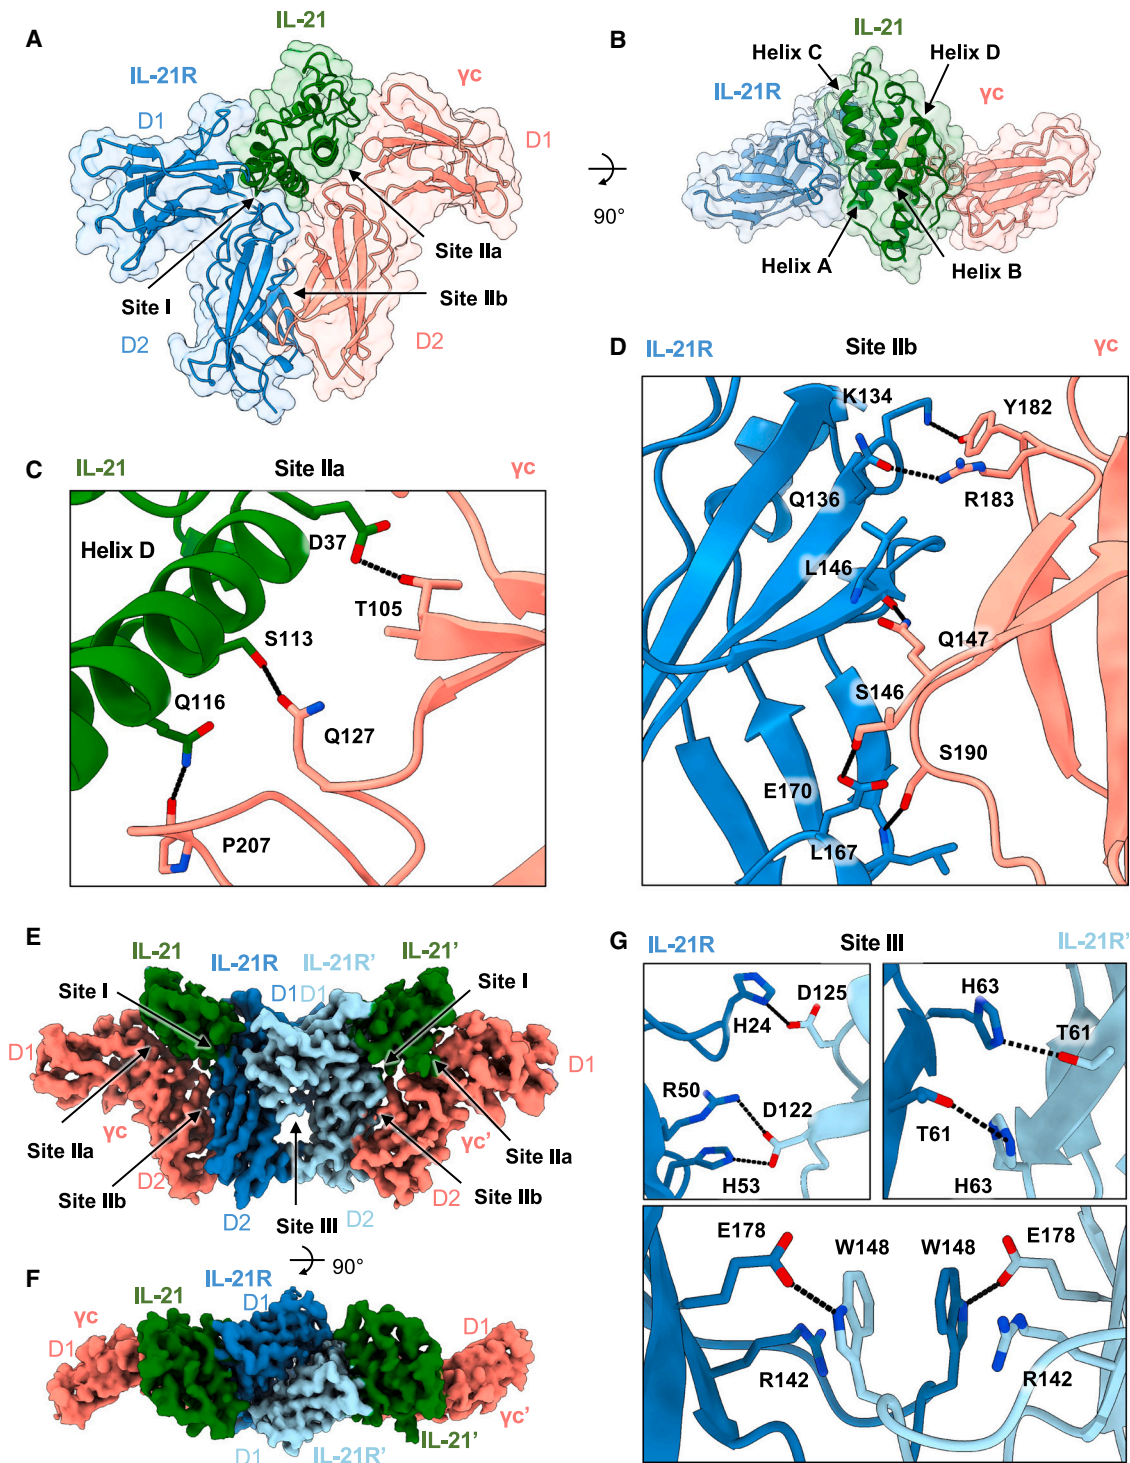 A
IL-21
IL-21R
γc
D1
D1
Site IIa
Site I
Site IIb
D2
D2
B
IL-21
Helix C
Helix D
IL-21R
γc
90°
Helix A
Helix B
C
IL-21
Site IIa
γc
Helix D
D37
T105
S113
Q116
Q127
P207
D
IL-21R
Site IIb
γc
K134
Y182
Q136
R183
L146
Q147
S146
S190
E170
L167
E
IL-21
IL-21R
IL-21R’
IL-21’
Site I
D1
D1
Site I
D1
D1
Site IIa
γc
γc’
Site IIa
Site IIb
D2
D2
Site IIb
D2
Site III
D2
90°
F
IL-21R
IL-21
D1
γc
D1
D1
γc’
D1
IL-21R’
IL-21’
G
IL-21R
Site III
IL-21R’
H24
D125
R50
D122
H53
H63
T61
T61
H63
E178
W148
W148
E178
R142
R142